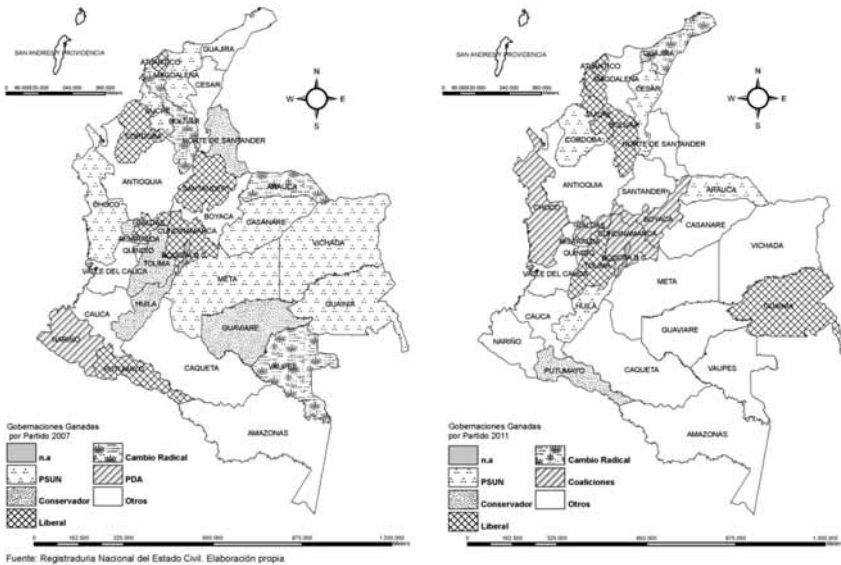 SAN ANDRES Y PROVIDENCIA
GUAJIRA
ATLANTICO
MAGDALENA
CESAR
SUCRE
BOLIVAR
CORDOBA
NORTE DE SANTANDER
ANTIOQUIA
SANTANDER
ARAUCA
CHOCO
BOYACA
CASANARE
CALDAS
CUNDINAMARCA
RISARALDA
QUINDIO
BOGOTA D.C.
VICHADA
TOLIMA
VALLE DEL CAUCA
META
HUILA
GUAINIA
CAUCA
GUAVIARE
NARIÑO
PUTUMAYO
CAQUETA
VAUPES
AMAZONAS
N
W E
S
Gobernaciones Ganadas
por Partido 2007
n.a
Cambio Radical
PSUN
PDA
Conservador
Otros
Liberal
SAN ANDRES Y PROVIDENCIA
GUAJIRA
ATLANTICO
MAGDALENA
CESAR
SUCRE
BOLIVAR
CORDOBA
NORTE DE SANTANDER
ANTIOQUIA
SANTANDER
ARAUCA
CHOCO
BOYACA
CASANARE
CALDAS
CUNDINAMARCA
RISARALDA
QUINDIO
BOGOTA D.C.
VICHADA
TOLIMA
VALLE DEL CAUCA
META
HUILA
GUAINIA
CAUCA
GUAVIARE
NARIÑO
PUTUMAYO
CAQUETA
VAUPES
AMAZONAS
N
W E
S
Gobernaciones Ganadas
por Partido 2011
n.a
Cambio Radical
PSUN
Coaliciones
Conservador
Otros
Liberal
Fuente: Registraduria Nacional del Estado Civil. Elaboración propia